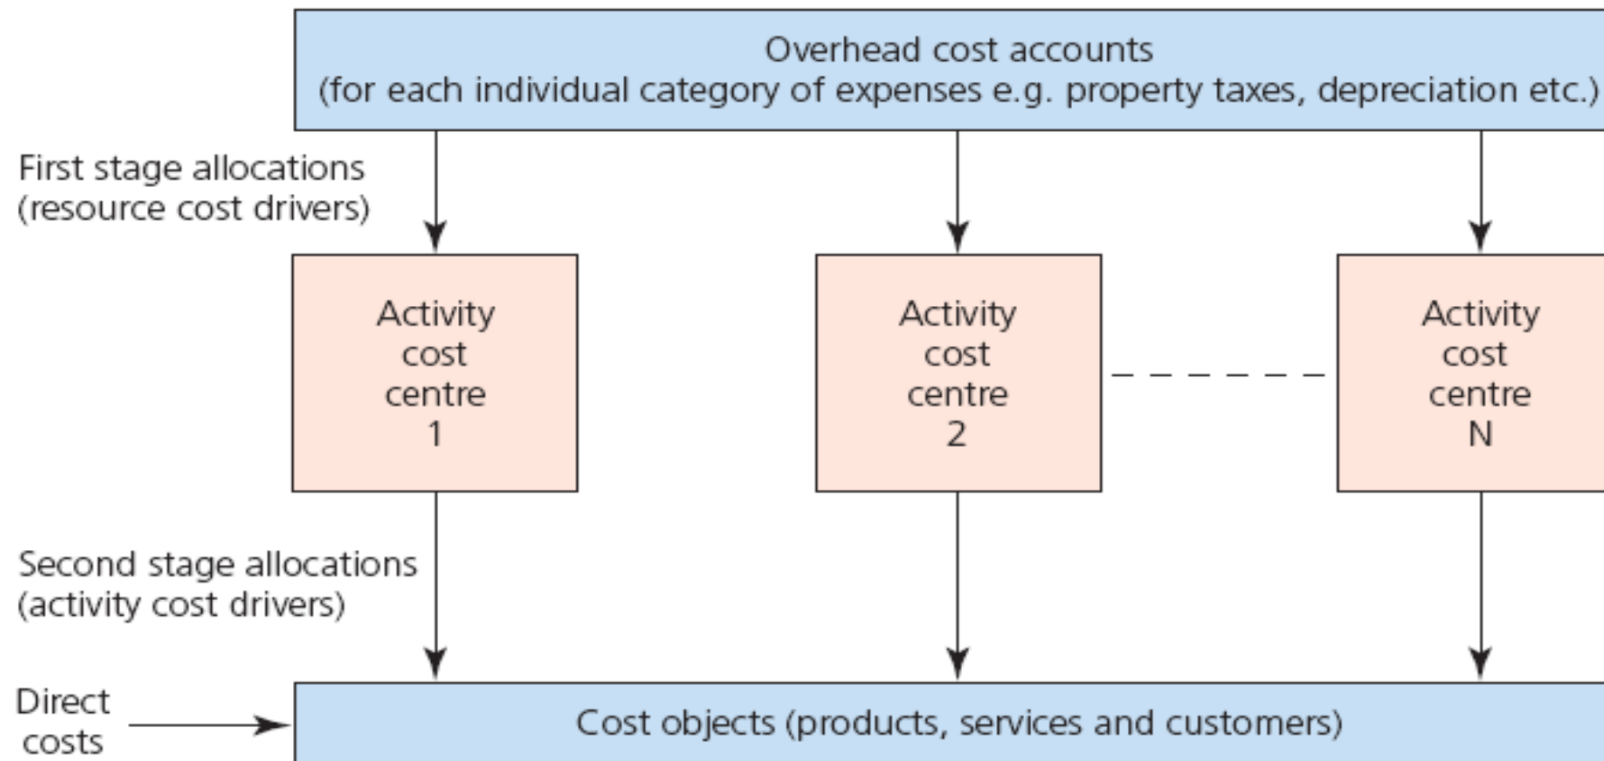 Overhead cost accounts
(for each individual category of expenses e.g. property taxes, depreciation etc.)
First stage allocations
(resource cost drivers)
Activity
cost
centre
1
Activity
cost
centre
2
Activity
cost
centre
N
Second stage allocations
(activity cost drivers)
Direct
costs
Cost objects (products, services and customers)